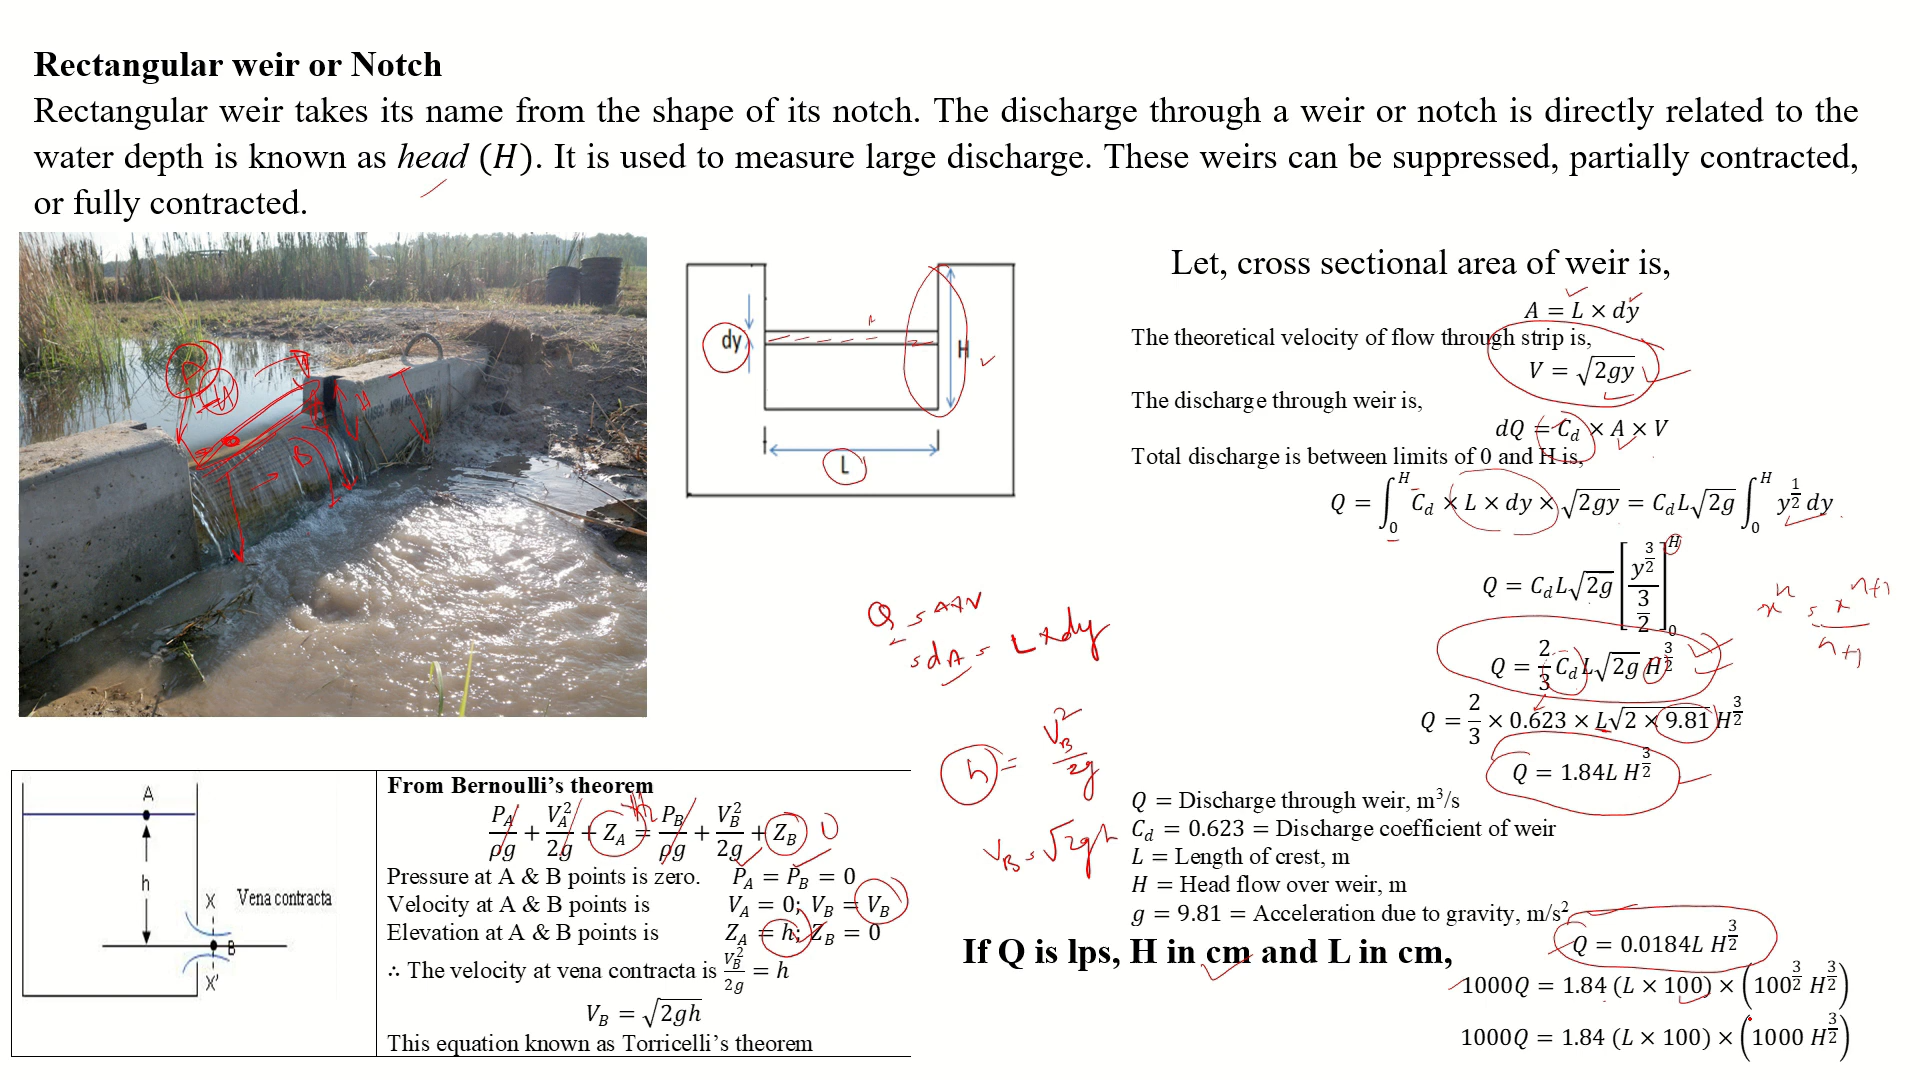 Rectangular weir or Notch
Rectangular weir takes its name from the shape of its notch. The discharge through a weir or notch is directly related to the
water depth is known as head (H). It is used to measure large discharge. These weirs can be suppressed, partially contracted,
or fully contracted.
dy
H
L
Let, cross sectional area of weir is,
A = L × dy
The theoretical velocity of flow through strip is,
V = √2gy
The discharge through weir is,
dQ = C_d × A × V
Total discharge is between limits of 0 and H is,
Q = ∫₀ᴴ C_d × L × dy × √2gy = C_d L√2g ∫₀ᴴ y^(1/2) dy
Q = C_d L√2g [y^(3/2) / (3/2)]₀ᴴ
x^n = x^(n+1) / n+1
Q = 2/3 C_d L√2g H^(3/2)
Q = 2/3 × 0.623 × L√2 × 9.81 H^(3/2)
Q = 1.84L H^(3/2)
dA = L × dy
h = V_B²/2g
V_B = √2gh
Q = Discharge through weir, m³/s
C_d = 0.623 = Discharge coefficient of weir
L = Length of crest, m
H = Head flow over weir, m
g = 9.81 = Acceleration due to gravity, m/s²
If Q is lps, H in cm and L in cm,
Q = 0.0184L H^(3/2)
1000Q = 1.84 (L × 100) × (100^(3/2) H^(3/2))
1000Q = 1.84 (L × 100) × (1000 H^(3/2))
A
h
X
Vena contracta
B
X'
From Bernoulli's theorem
P_A/ρg + V_A²/2g + Z_A = P_B/ρg + V_B²/2g + Z_B 0
Pressure at A & B points is zero. P_A = P_B = 0
Velocity at A & B points is V_A = 0; V_B = V_B
Elevation at A & B points is Z_A = h; Z_B = 0
∴ The velocity at vena contracta is V_B²/2g = h
V_B = √2gh
This equation known as Torricelli's theorem